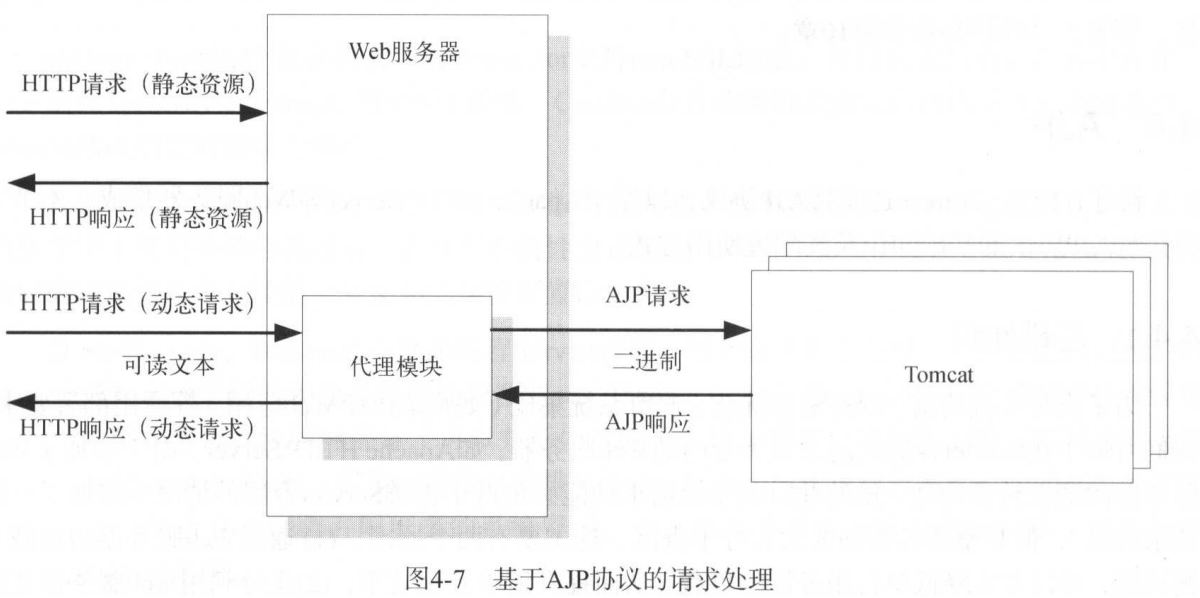 Web服务器
HTTP请求（静态资源）
HTTP响应（静态资源）
HTTP请求（动态请求）
可读文本
HTTP响应（动态请求）
代理模块
AJP请求
二进制
AJP响应
Tomcat
图4-7 基于AJP协议的请求处理